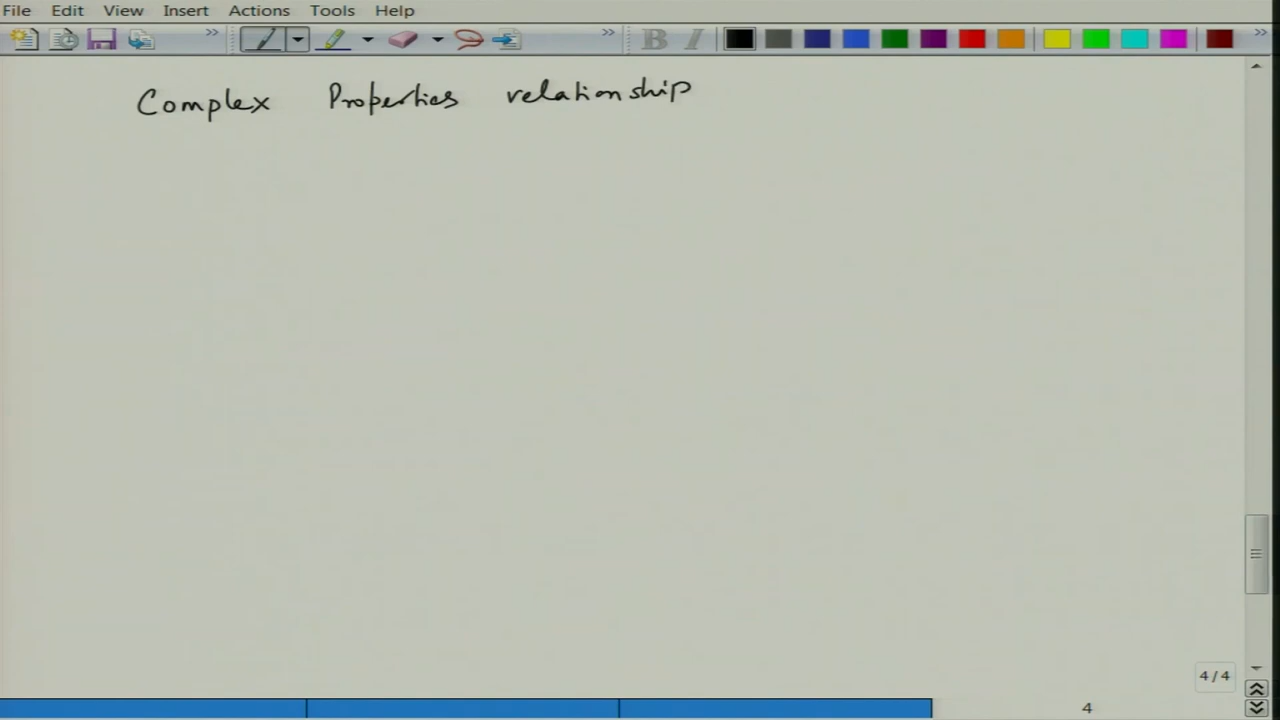 File Edit View Insert Actions Tools Help
B I
Complex Properties relationship
4 / 4
4